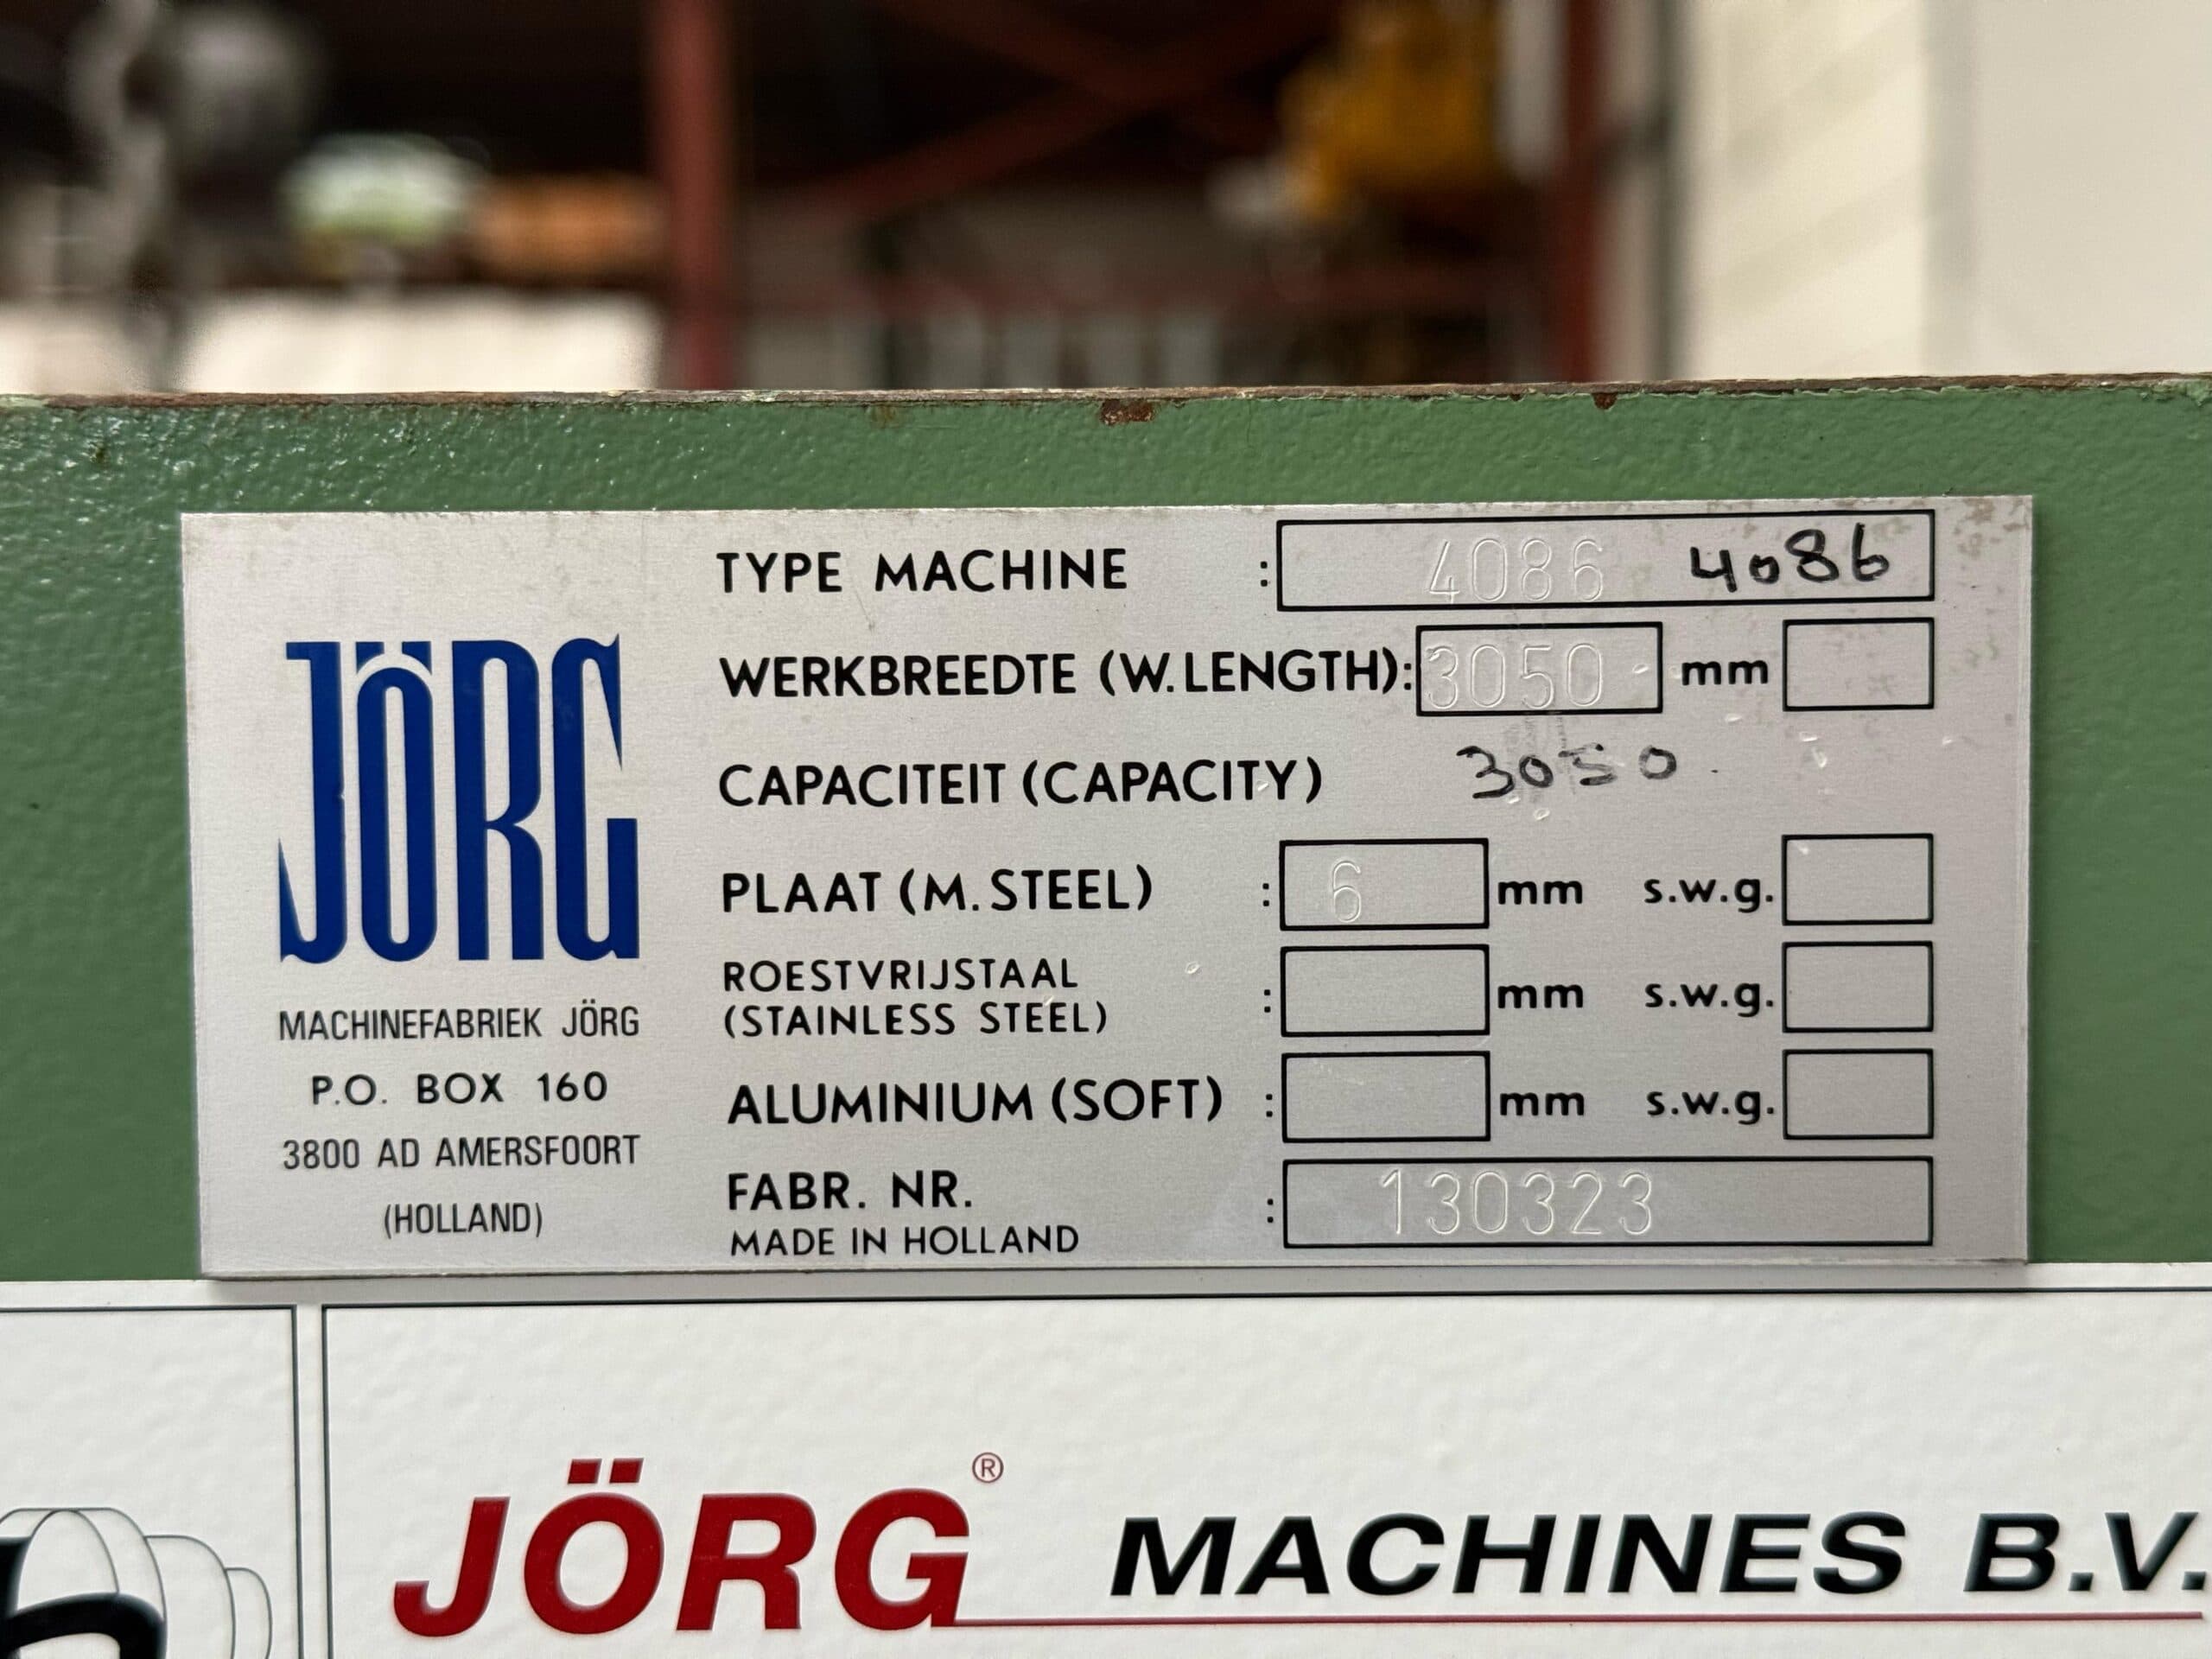 JÖRG
MACHINEFABRIEK JÖRG
P.O. BOX 160
3800 AD AMERSFOORT
(HOLLAND)
TYPE MACHINE : 4086 4086
WERKBREEDTE (W.LENGTH): 3050 mm
CAPACITEIT (CAPACITY) 3050
PLAAT (M. STEEL) : 6 mm s.w.g.
ROESTVRIJSTAAL
(STAINLESS STEEL) : mm s.w.g.
ALUMINIUM (SOFT) : mm s.w.g.
FABR. NR. : 130323
MADE IN HOLLAND
JÖRG® MACHINES B.V.